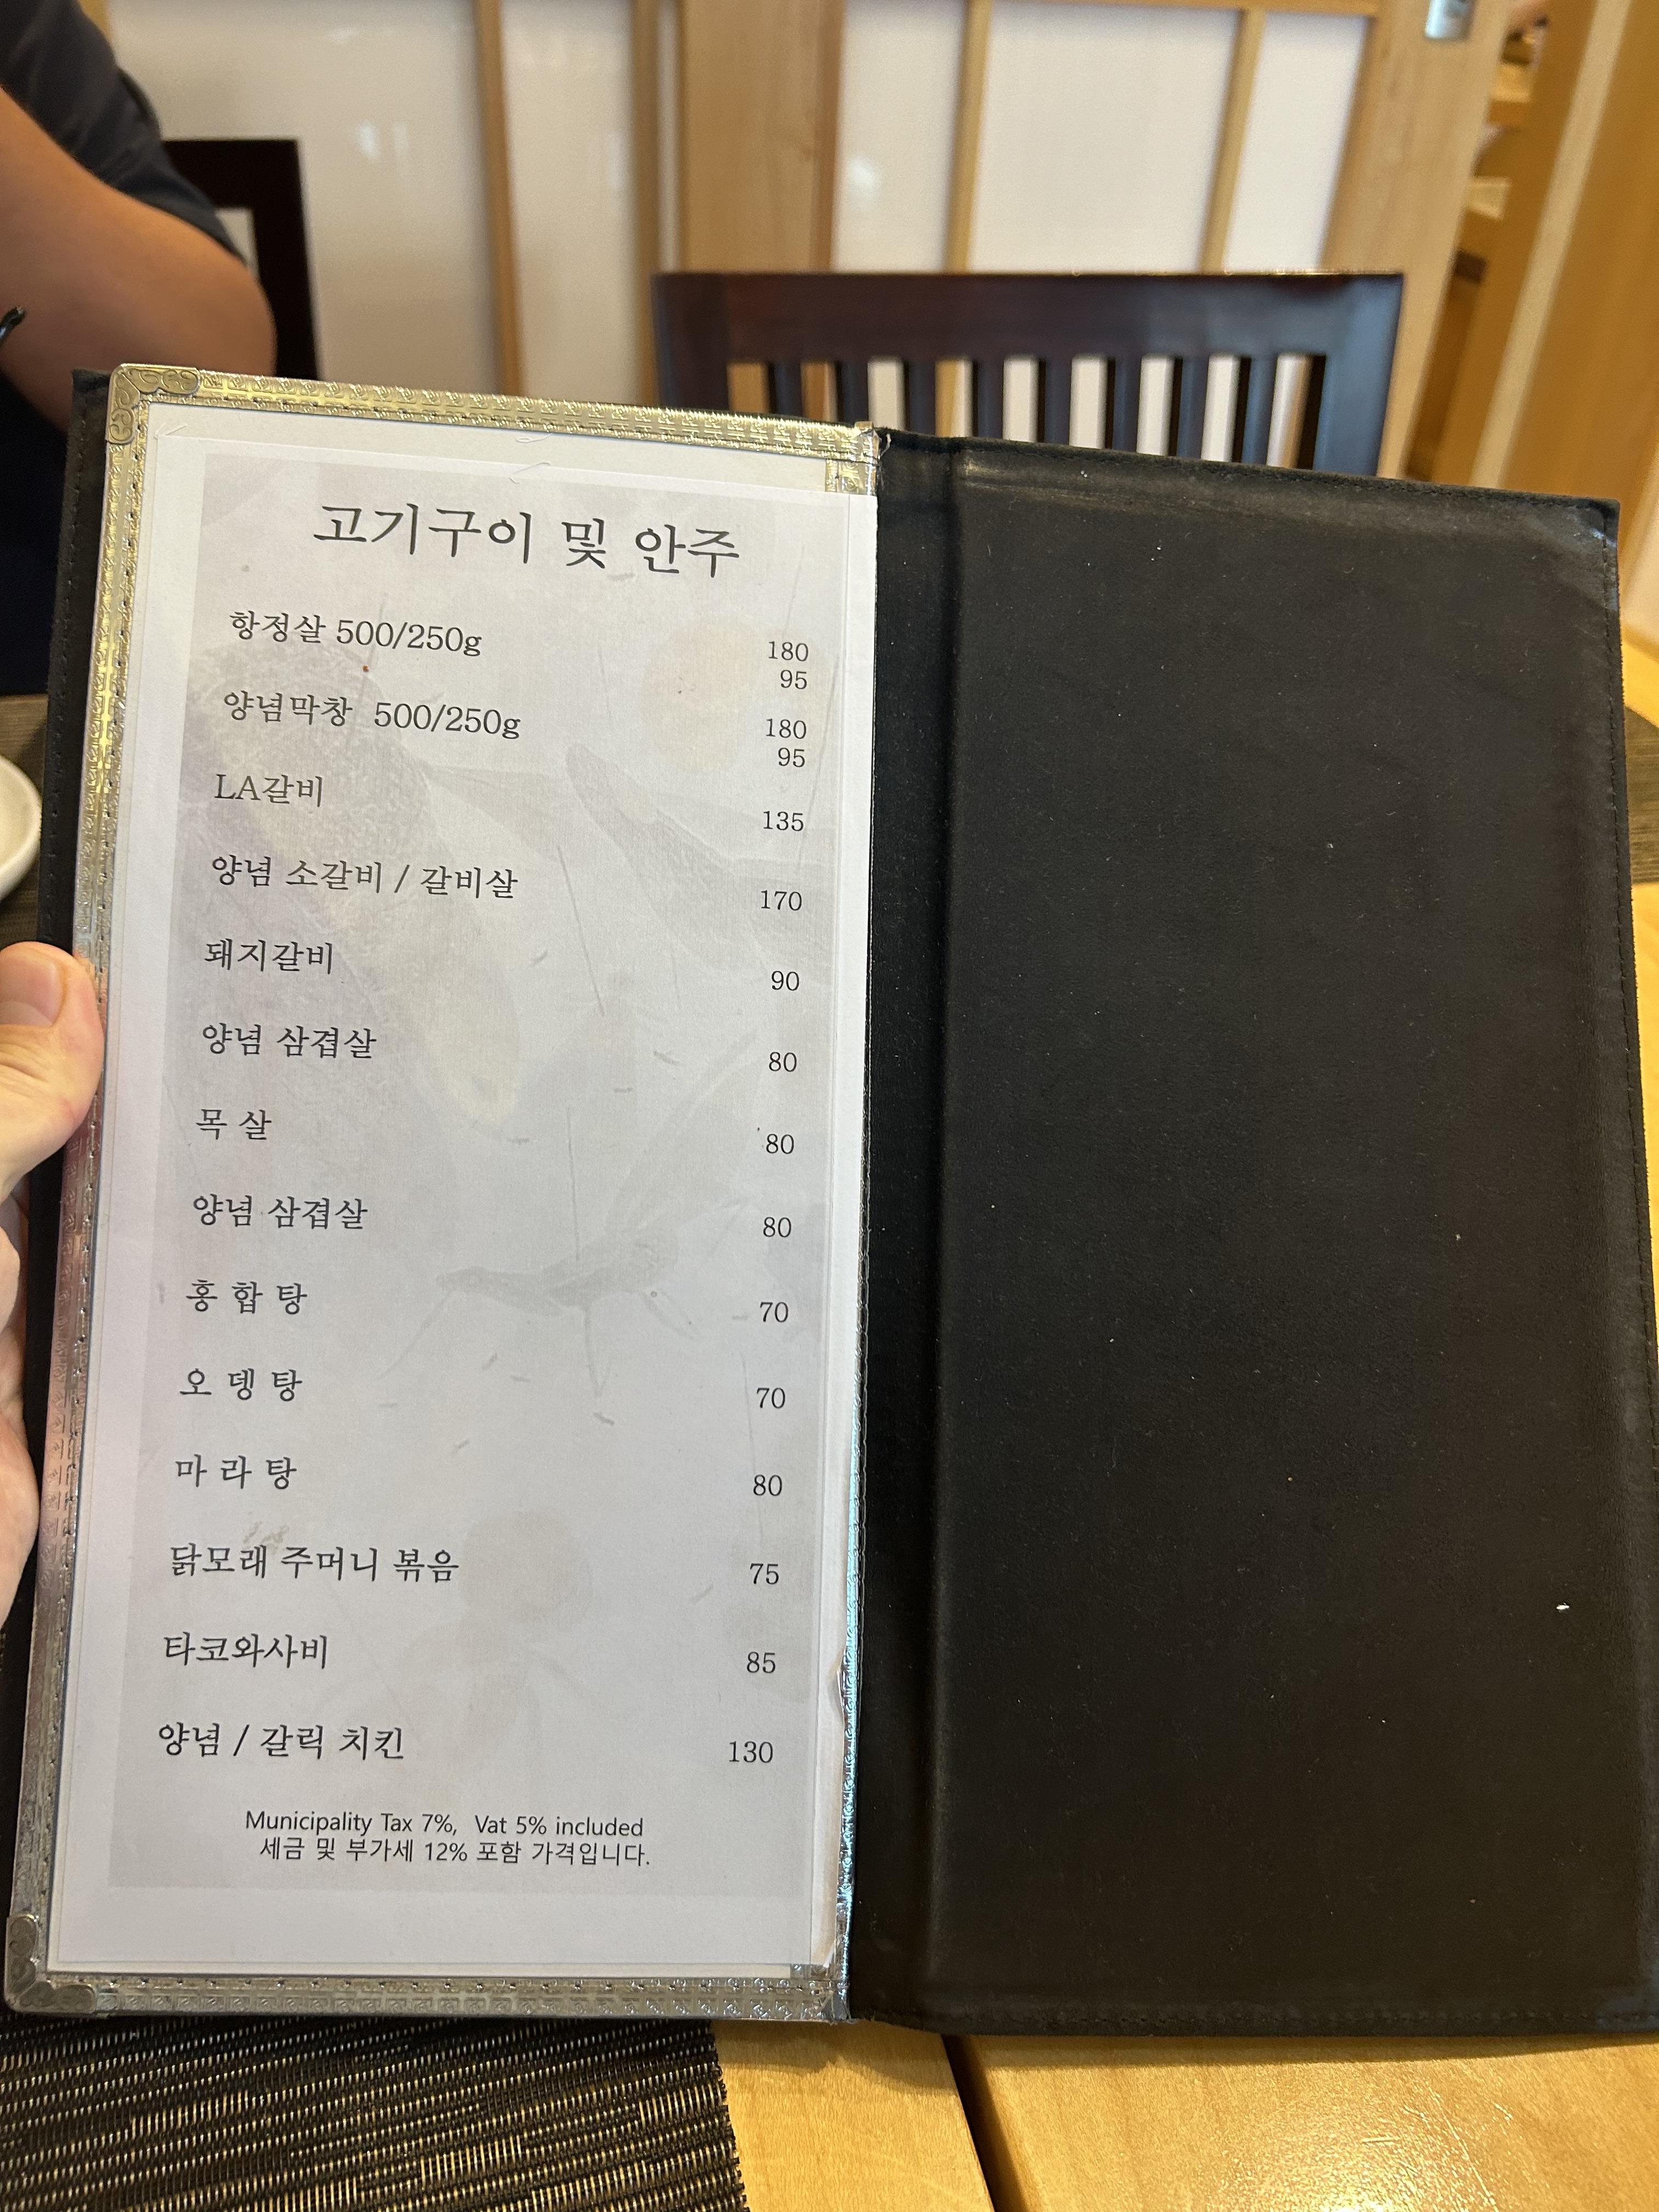 고기구이 및 안주
항정살 500/250g 180
95
양념막창 500/250g 180
95
LA갈비 135
양념 소갈비 / 갈비살 170
돼지갈비 90
양념 삼겹살 80
목 살 80
양념 삼겹살 80
홍 합 탕 70
오 뎅 탕 70
마 라 탕 80
닭모래 주머니 볶음 75
타코와사비 85
양념 / 갈릭 치킨 130
Municipality Tax 7%, Vat 5% included
세금 및 부가세 12% 포함 가격입니다.